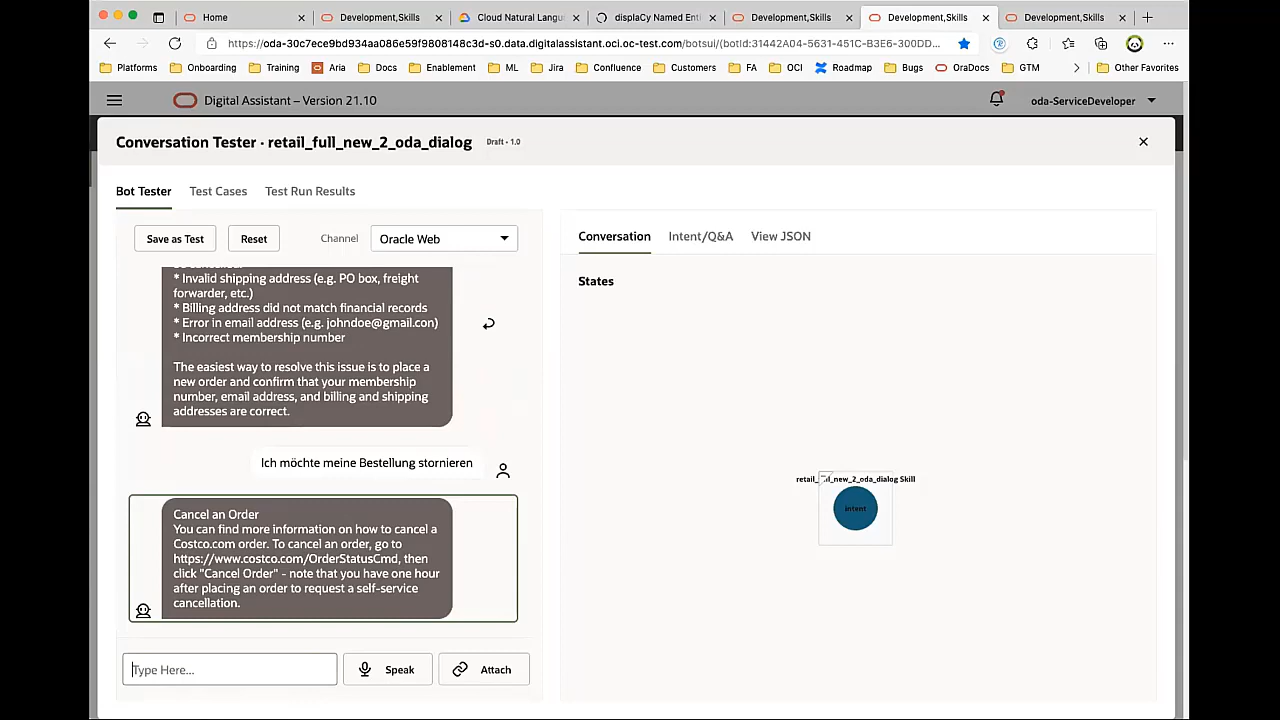 Home
Development,Skills
Cloud Natural Langu
displaCy Named Enti
Development,Skills
Development,Skills
Development,Skills
https://oda-30c7ece9bd934aa086e59f9808148c3d-s0.data.digitalassistant.oci.oc-test.com/botsui/(botId:31442A04-5631-451C-B3E6-300DD...
Platforms
Onboarding
Training
Aria
Docs
Enablement
ML
Jira
Confluence
Customers
FA
OCI
Roadmap
Bugs
OraDocs
GTM
Other Favorites
Digital Assistant – Version 21.10
oda-ServiceDeveloper
Conversation Tester · retail_full_new_2_oda_dialog
Draft • 1.0
Bot Tester
Test Cases
Test Run Results
Save as Test
Reset
Channel
Oracle Web
* Invalid shipping address (e.g. PO box, freight
forwarder, etc.)
* Billing address did not match financial records
* Error in email address (e.g. johndoe@gmail.con)
* Incorrect membership number
The easiest way to resolve this issue is to place a
new order and confirm that your membership
number, email address, and billing and shipping
addresses are correct.
Ich möchte meine Bestellung stornieren
Cancel an Order
You can find more information on how to cancel a
Costco.com order. To cancel an order, go to
https://www.costco.com/OrderStatusCmd, then
click "Cancel Order" - note that you have one hour
after placing an order to request a self-service
cancellation.
Type Here...
Speak
Attach
Conversation
Intent/Q&A
View JSON
States
retail_full_new_2_oda_dialog Skill
intent